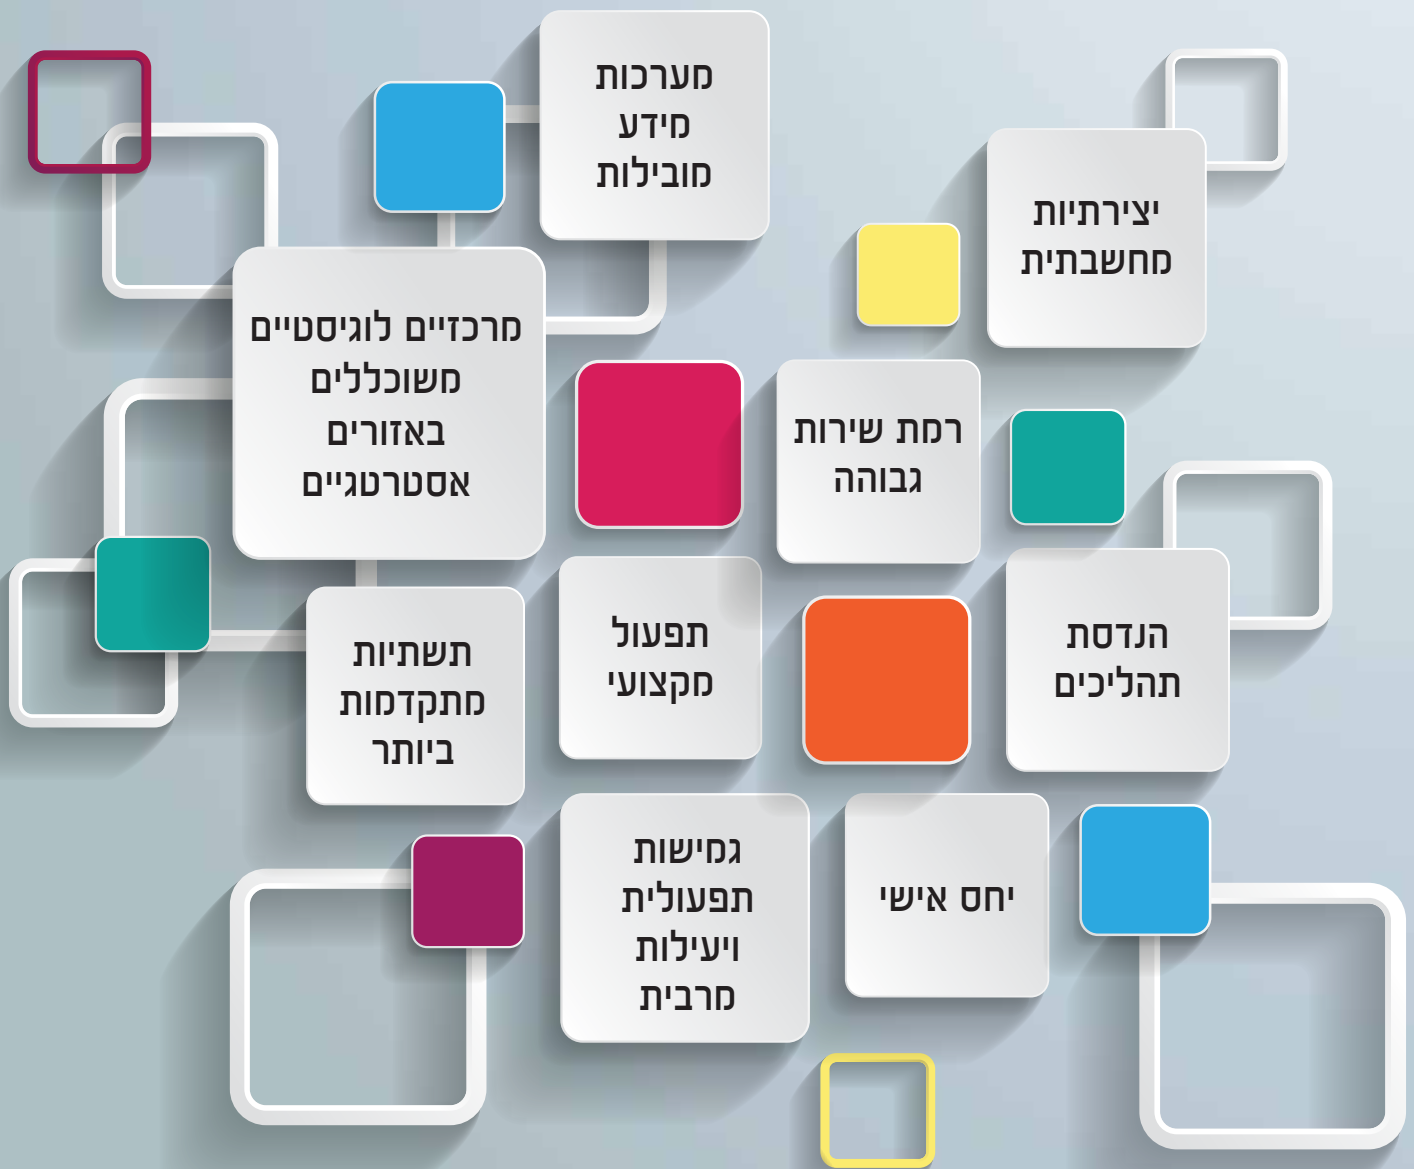 מערכות
מידע
מובילות
יצירתיות
מחשבתית
מרכזיים לוגיסטיים
משוכללים
באזורים
אסטרטגיים
רמת שירות
גבוהה
הנדסת
תהליכים
תפעול
מקצועי
תשתיות
מתקדמות
ביותר
יחס אישי
גמישות
תפעולית
ויעילות
מרבית